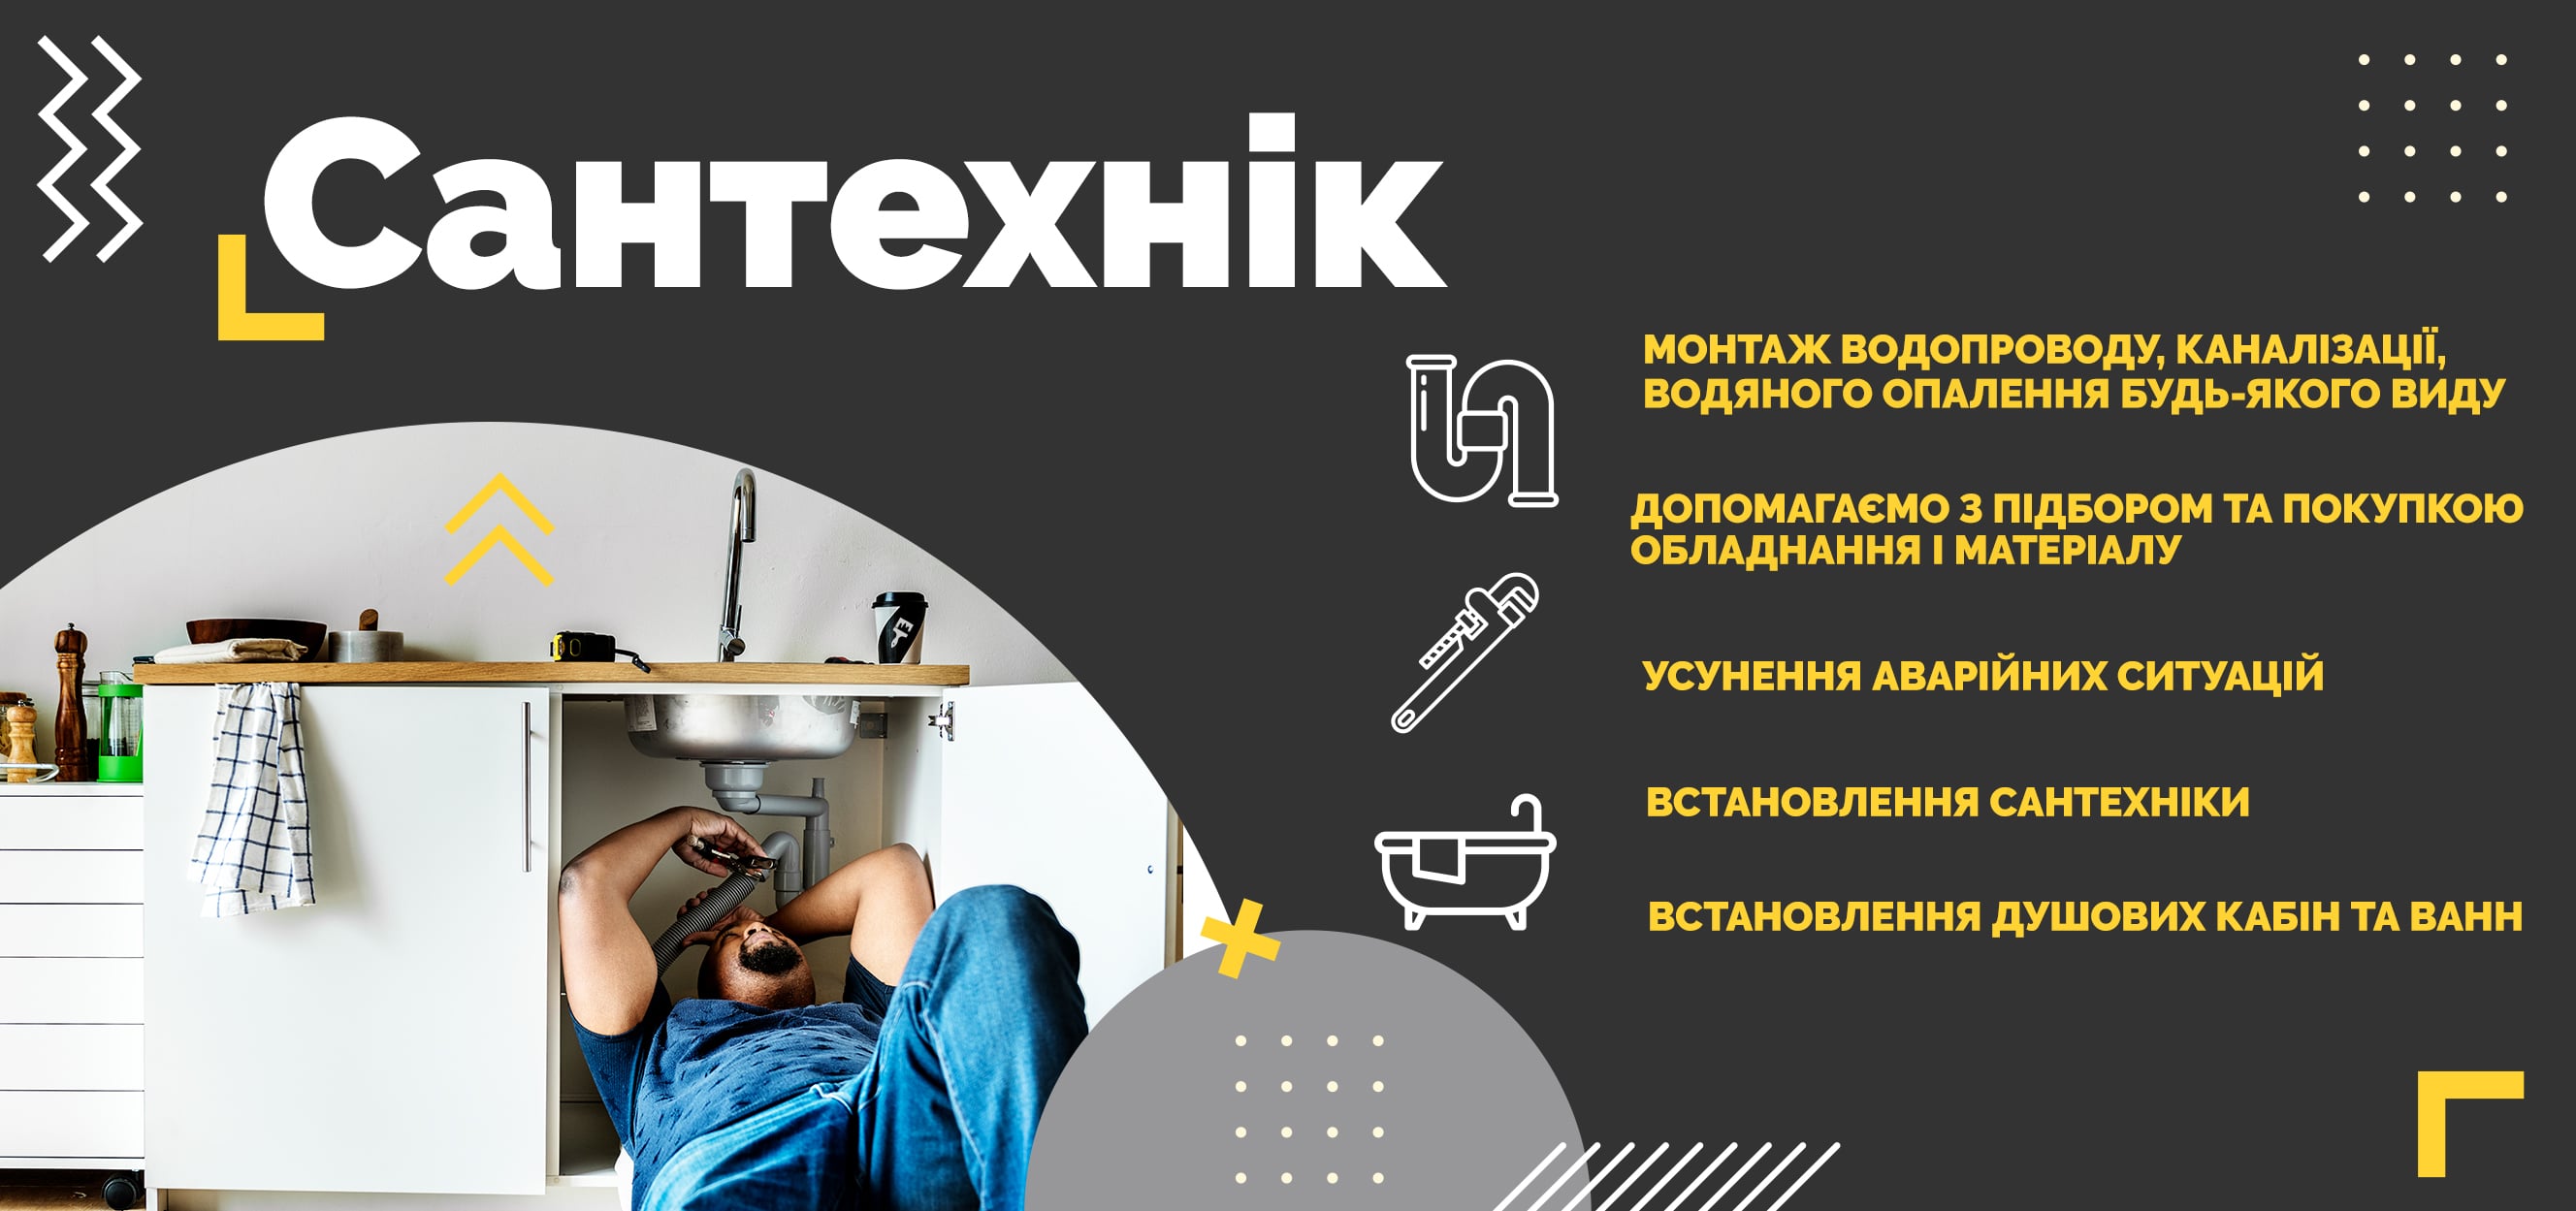 Сантехнік
МОНТАЖ ВОДОПРОВОДУ, КАНАЛІЗАЦІЇ,
ВОДЯНОГО ОПАЛЕННЯ БУДЬ-ЯКОГО ВИДУ
ДОПОМАГАЄМО З ПІДБОРОМ ТА ПОКУПКОЮ
ОБЛАДНАННЯ І МАТЕРІАЛУ
УСУНЕННЯ АВАРІЙНИХ СИТУАЦІЙ
ВСТАНОВЛЕННЯ САНТЕХНІКИ
ВСТАНОВЛЕННЯ ДУШОВИХ КАБІН ТА ВАНН